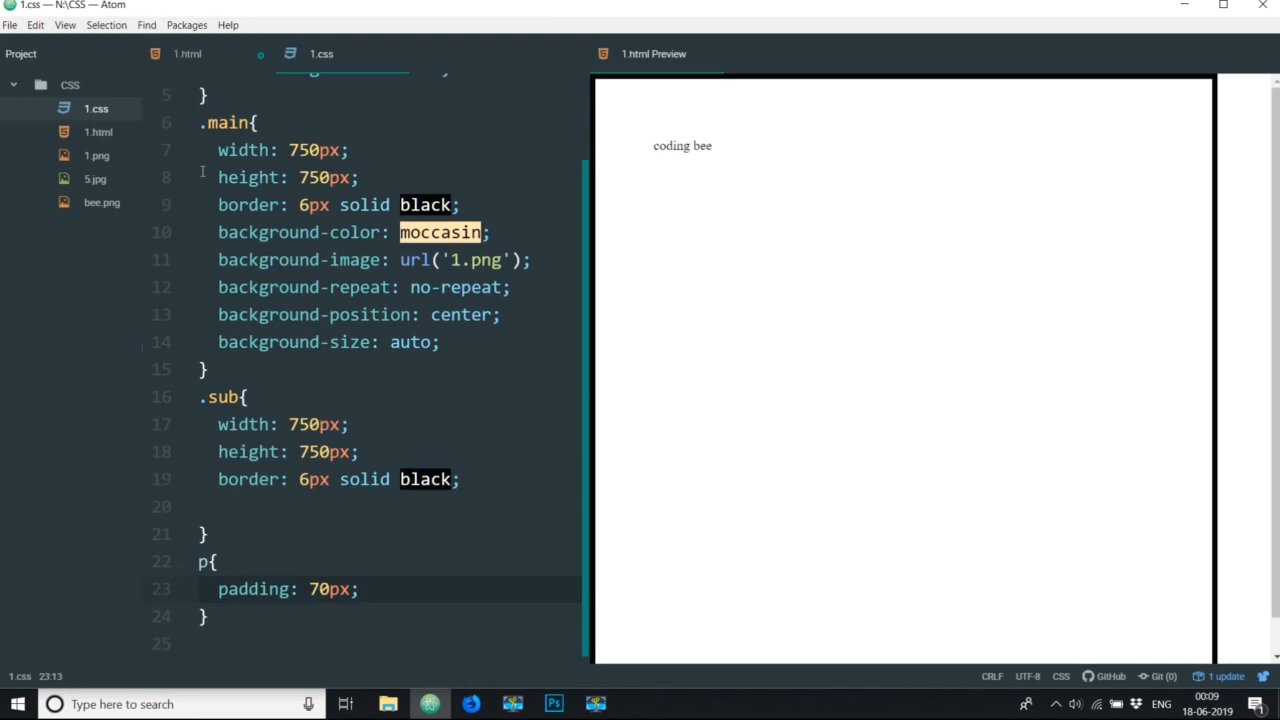 1.css — N:\CSS — Atom
File Edit View Selection Find Packages Help
Project
1.html
1.css
1.html Preview
CSS
1.css
1.html
1.png
5.jpg
bee.png
5 }
6 .main{
7 width: 750px;
8 height: 750px;
9 border: 6px solid black;
10 background-color: moccasin;
11 background-image: url('1.png');
12 background-repeat: no-repeat;
13 background-position: center;
14 background-size: auto;
15 }
16 .sub{
17 width: 750px;
18 height: 750px;
19 border: 6px solid black;
20
21 }
22 p{
23 padding: 70px;
24 }
25
coding bee
1.css 23:13
CRLF UTF-8 CSS GitHub Git (0) 1 update
Type here to search
Ps
ENG
00:09
18-06-2019
1